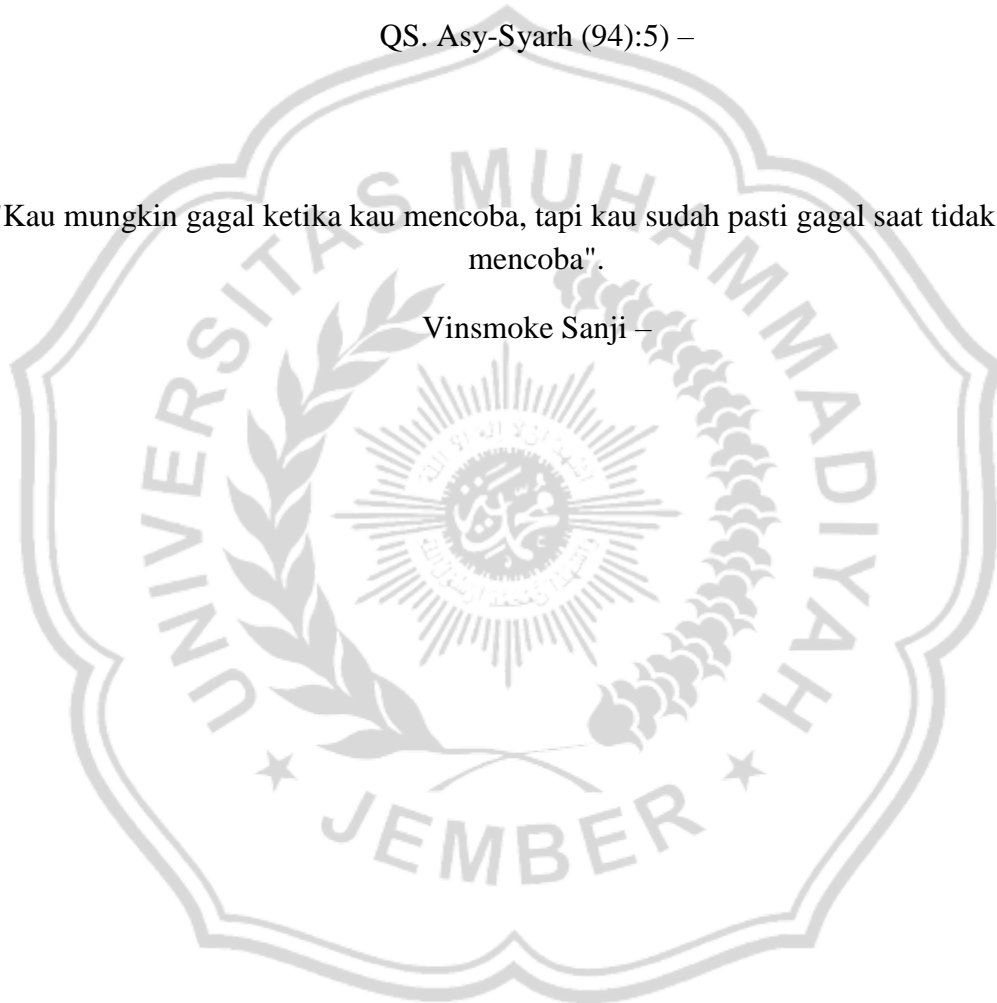 QS. Asy-Syarh (94):5) –
"Kau mungkin gagal ketika kau mencoba, tapi kau sudah pasti gagal saat tidak
mencoba".
Vinsmoke Sanji –
UNIVERSITAS MUHAMMADIYAH
JEMBER